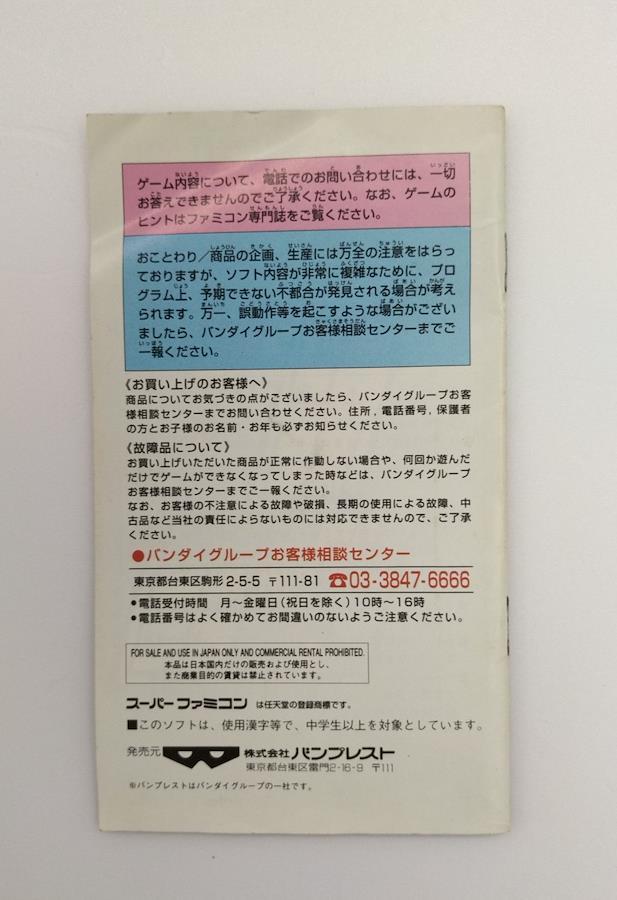 ゲーム内容について、電話でのお問い合わせには、一切
お答えできませんのでご了承ください。なお、ゲームの
ヒントはファミコン専門誌をご覧ください。
おことわり／商品の企画、生産には万全の注意をはらっ
ておりますが、ソフト内容が非常に複雑なために、プロ
グラム上、予期できない不都合が発見される場合が考え
られます。万一、誤動作等を起こすような場合がござい
ましたら、バンダイグループお客様相談センターまでご
一報ください。
《お買い上げのお客様へ》
商品についてお気づきの点がございましたら、バンダイグループお客
様相談センターまでお問い合わせください。住所，電話番号，保護者
の方とお子様のお名前・お年も必ずお知らせください。
《故障品について》
お買い上げいただいた商品が正常に作動しない場合や、何回か遊んだ
だけでゲームができなくなってしまった時などは、バンダイグループ
お客様相談センターまでご一報ください。
なお、お客様の不注意による故障や破損、長期の使用による故障、中
古品など当社の責任によらないものには対応できませんので、ご了承
ください。
●バンダイグループお客様相談センター
東京都台東区駒形2-5-5 〒111-81 ☎03-3847-6666
●電話受付時間 月～金曜日(祝日を除く)10時～16時
●電話番号はよく確かめてお間違いのないようご注意ください。
FOR SALE AND USE IN JAPAN ONLY AND COMMERCIAL RENTAL PROHIBITED.
本品は日本国内だけの販売および使用とし、
また商業目的の賃貸は禁止されています。
スーパーファミコン は任天堂の登録商標です。
■このソフトは、使用漢字等で、中学生以上を対象としています。
発売元 株式会社バンプレスト
東京都台東区雷門2-16-9 〒111
※バンプレストはバンダイグループの一社です。